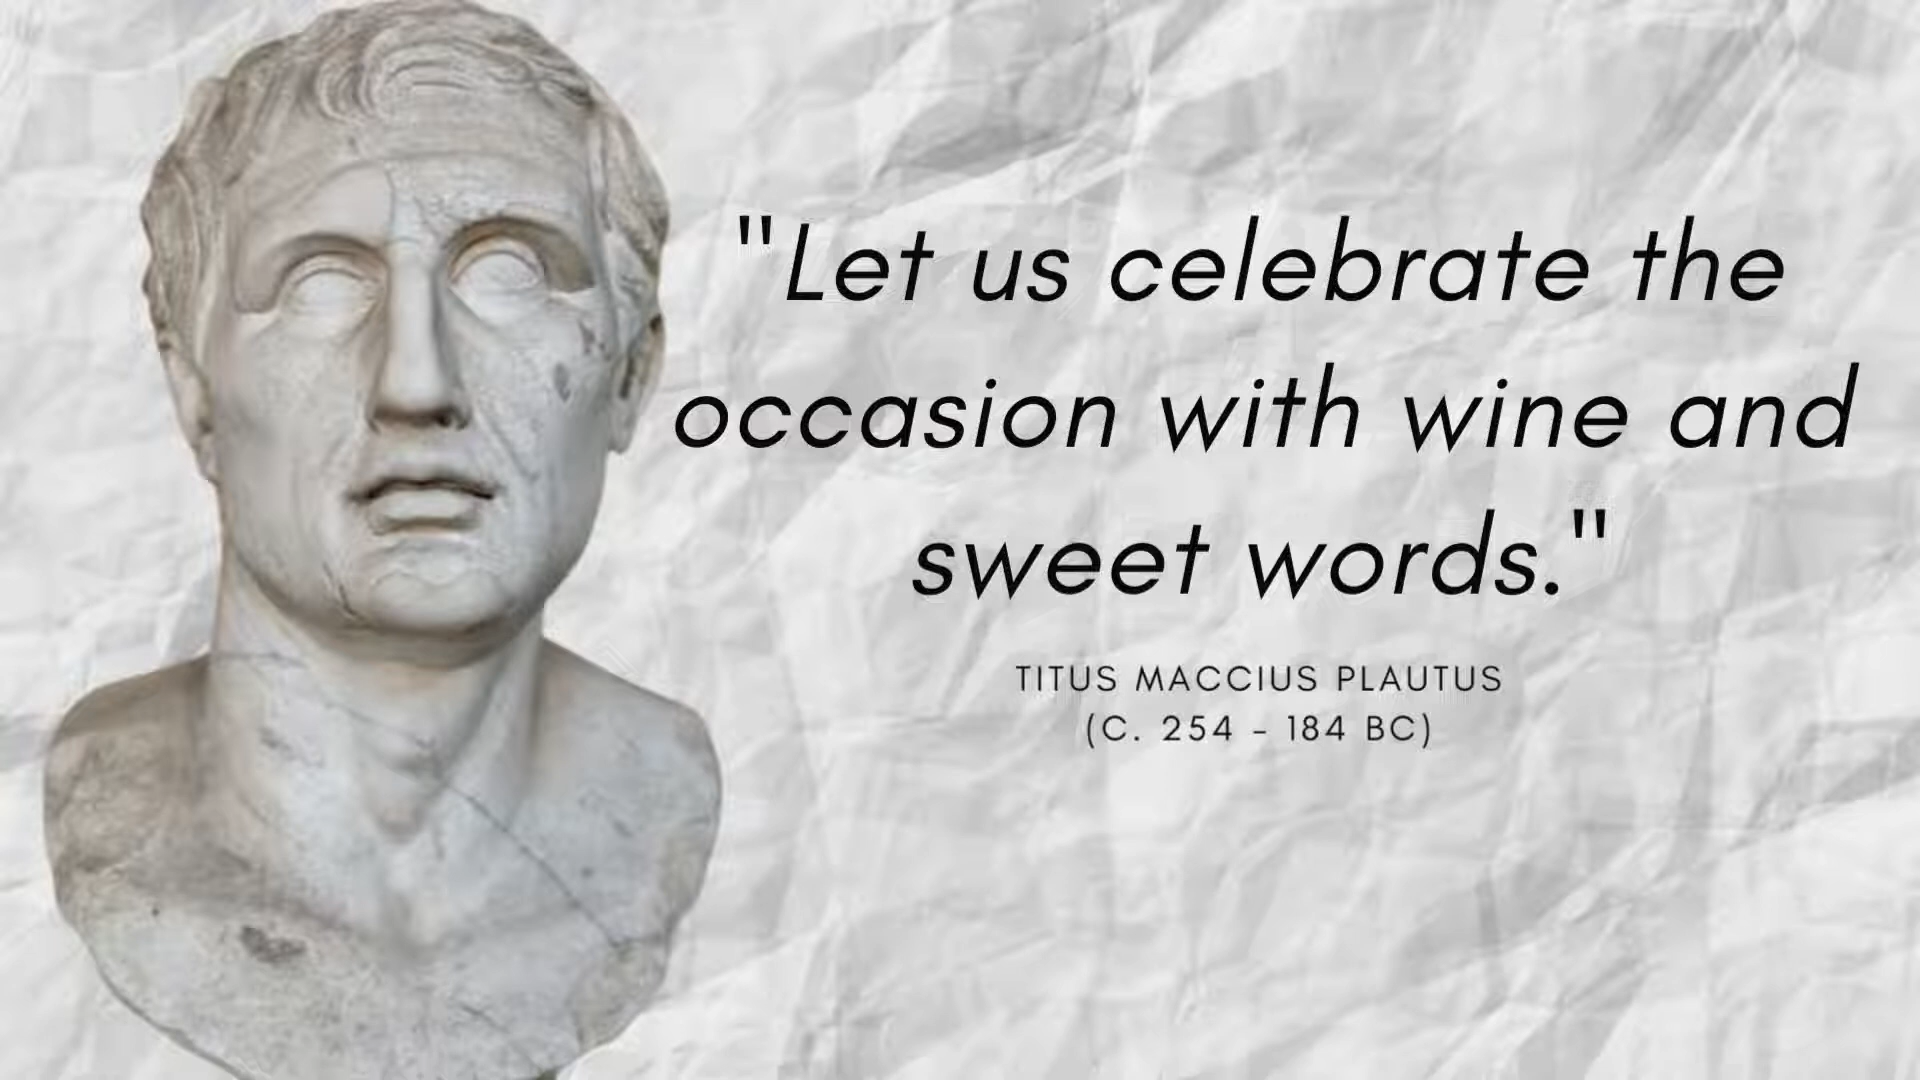 "Let us celebrate the
occasion with wine and
sweet words."
TITUS MACCIUS PLAUTUS
(C. 254 - 184 BC)